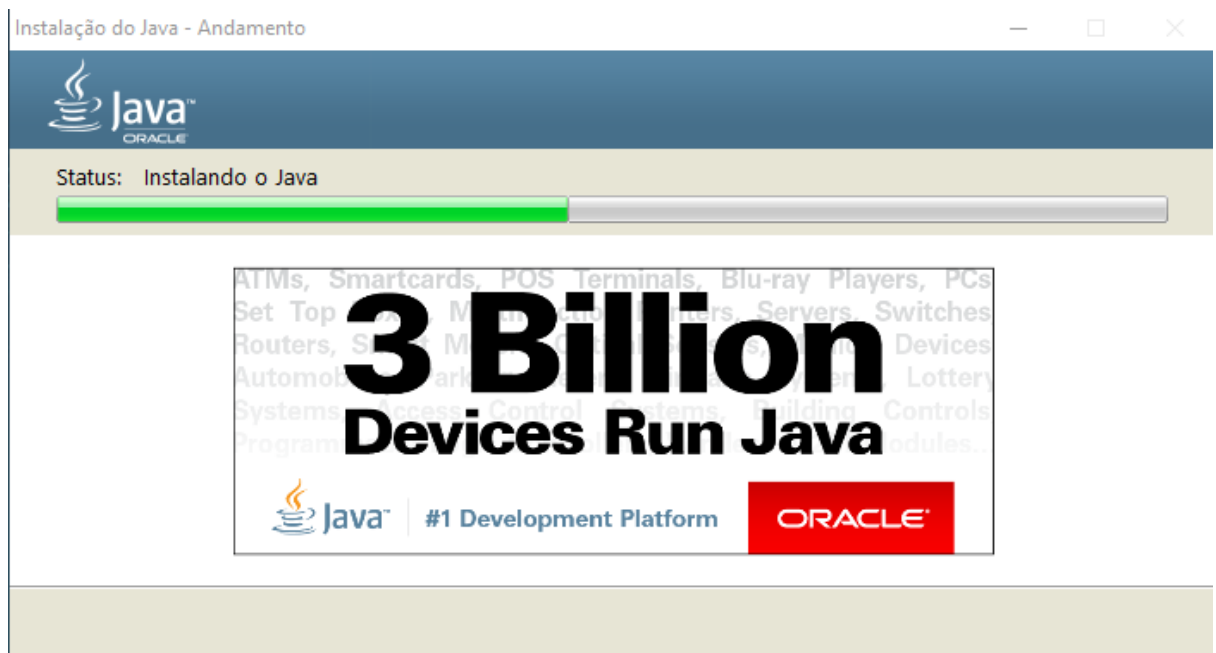 Instalação do Java - Andamento
Java™
ORACLE
Status: Instalando o Java
ATMs, Smartcards, POS Terminals, Blu-ray Players, PCs
Set Top Servers, Switches
Routers, Devices
Lottery
Systems, Access Control Systems, Building Controls
3 Billion
Devices Run Java
Java™ #1 Development Platform ORACLE®